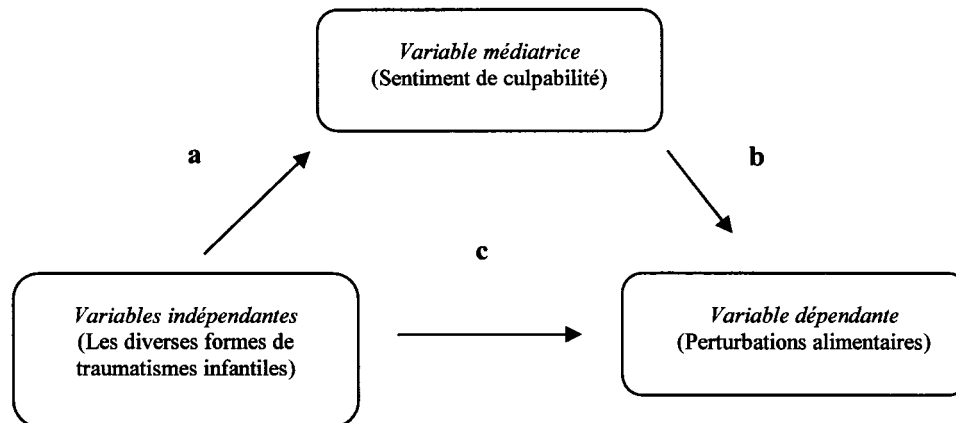 Variable médiatrice
(Sentiment de culpabilité)
a
b
c
Variables indépendantes
(Les diverses formes de
traumatismes infantiles)
Variable dépendante
(Perturbations alimentaires)